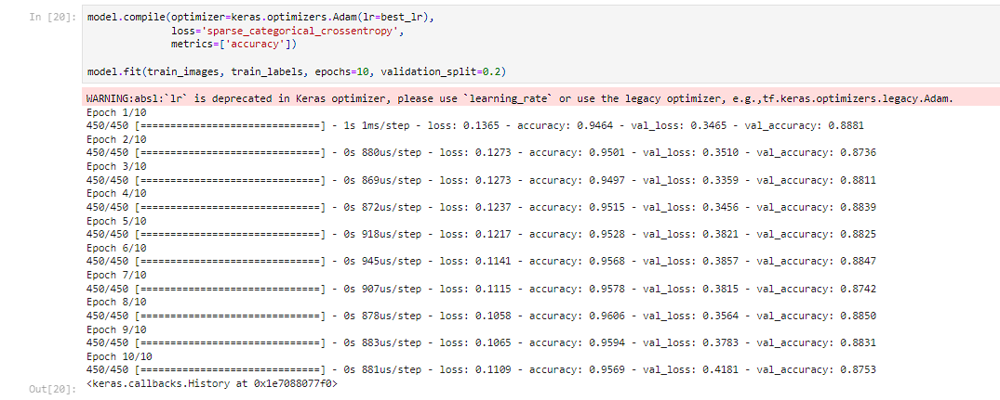 In [20]: model.compile(optimizer=keras.optimizers.Adam(lr=best_lr),
              loss='sparse_categorical_crossentropy',
              metrics=['accuracy'])
model.fit(train_images, train_labels, epochs=10, validation_split=0.2)
WARNING:absl:`lr` is deprecated in Keras optimizer, please use `learning_rate` or use the legacy optimizer, e.g.,tf.keras.optimizers.legacy.Adam.
Epoch 1/10
450/450 [==============================] - 1s 1ms/step - loss: 0.1365 - accuracy: 0.9464 - val_loss: 0.3465 - val_accuracy: 0.8881
Epoch 2/10
450/450 [==============================] - 0s 880us/step - loss: 0.1273 - accuracy: 0.9501 - val_loss: 0.3510 - val_accuracy: 0.8736
Epoch 3/10
450/450 [==============================] - 0s 869us/step - loss: 0.1273 - accuracy: 0.9497 - val_loss: 0.3359 - val_accuracy: 0.8811
Epoch 4/10
450/450 [==============================] - 0s 872us/step - loss: 0.1237 - accuracy: 0.9515 - val_loss: 0.3456 - val_accuracy: 0.8839
Epoch 5/10
450/450 [==============================] - 0s 918us/step - loss: 0.1217 - accuracy: 0.9528 - val_loss: 0.3821 - val_accuracy: 0.8825
Epoch 6/10
450/450 [==============================] - 0s 945us/step - loss: 0.1141 - accuracy: 0.9568 - val_loss: 0.3857 - val_accuracy: 0.8847
Epoch 7/10
450/450 [==============================] - 0s 907us/step - loss: 0.1115 - accuracy: 0.9578 - val_loss: 0.3815 - val_accuracy: 0.8742
Epoch 8/10
450/450 [==============================] - 0s 878us/step - loss: 0.1058 - accuracy: 0.9606 - val_loss: 0.3564 - val_accuracy: 0.8850
Epoch 9/10
450/450 [==============================] - 0s 883us/step - loss: 0.1065 - accuracy: 0.9594 - val_loss: 0.3783 - val_accuracy: 0.8831
Epoch 10/10
450/450 [==============================] - 0s 881us/step - loss: 0.1109 - accuracy: 0.9569 - val_loss: 0.4181 - val_accuracy: 0.8753
Out[20]: <keras.callbacks.History at 0x1e7088077f0>